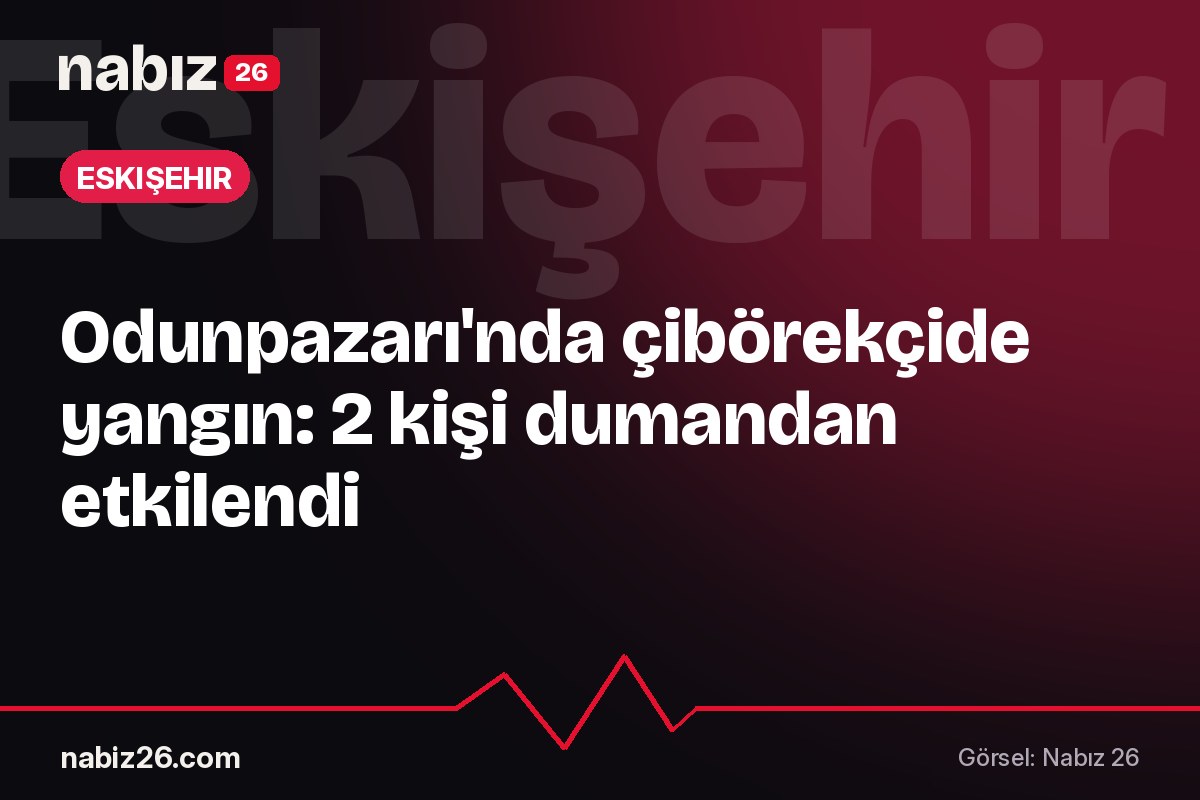 Eskişehir
nabız 26
ESKIŞEHIR
Odunpazarı'nda çibörekçide
yangın: 2 kişi dumandan
etkilendi
nabiz26.com
Görsel: Nabız 26